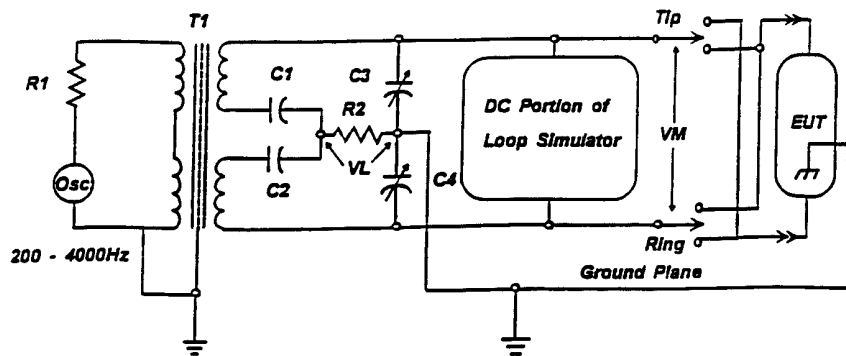 T1
Tip
R1
C1
C3
R2
DC Portion of
Loop Simulator
VM
EUT
Osc
VL
C2
C4
200 - 4000Hz
Ring
Ground Plane